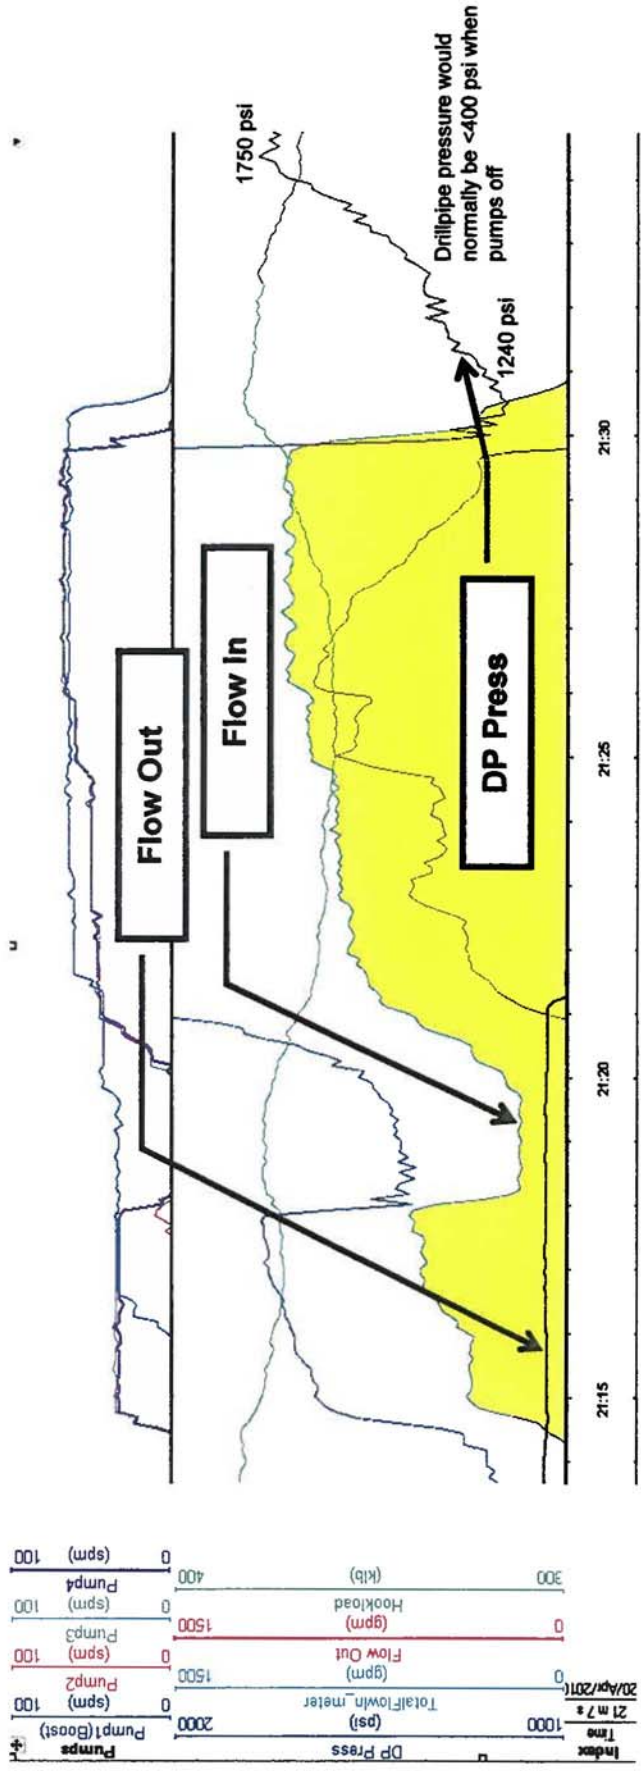 1750 psi
Drillpipe pressure would
normally be <400 psi when
pumps off
1240 psi
Flow Out
Flow In
DP Press
21:15
21:20
21:25
21:30
Index
Time
21 m 7 s
20/Apr/201
Pumps
Pump1(Boost)
0 (spm) 100
Pump2
0 (spm) 100
Pump3
0 (spm) 100
Pump4
0 (spm) 100
DP Press
1000 (psi) 2000
TotalFlowIn_meter
0 (gpm) 1500
Flow Out
0 (gpm) 1500
Hookload
300 (klb) 400